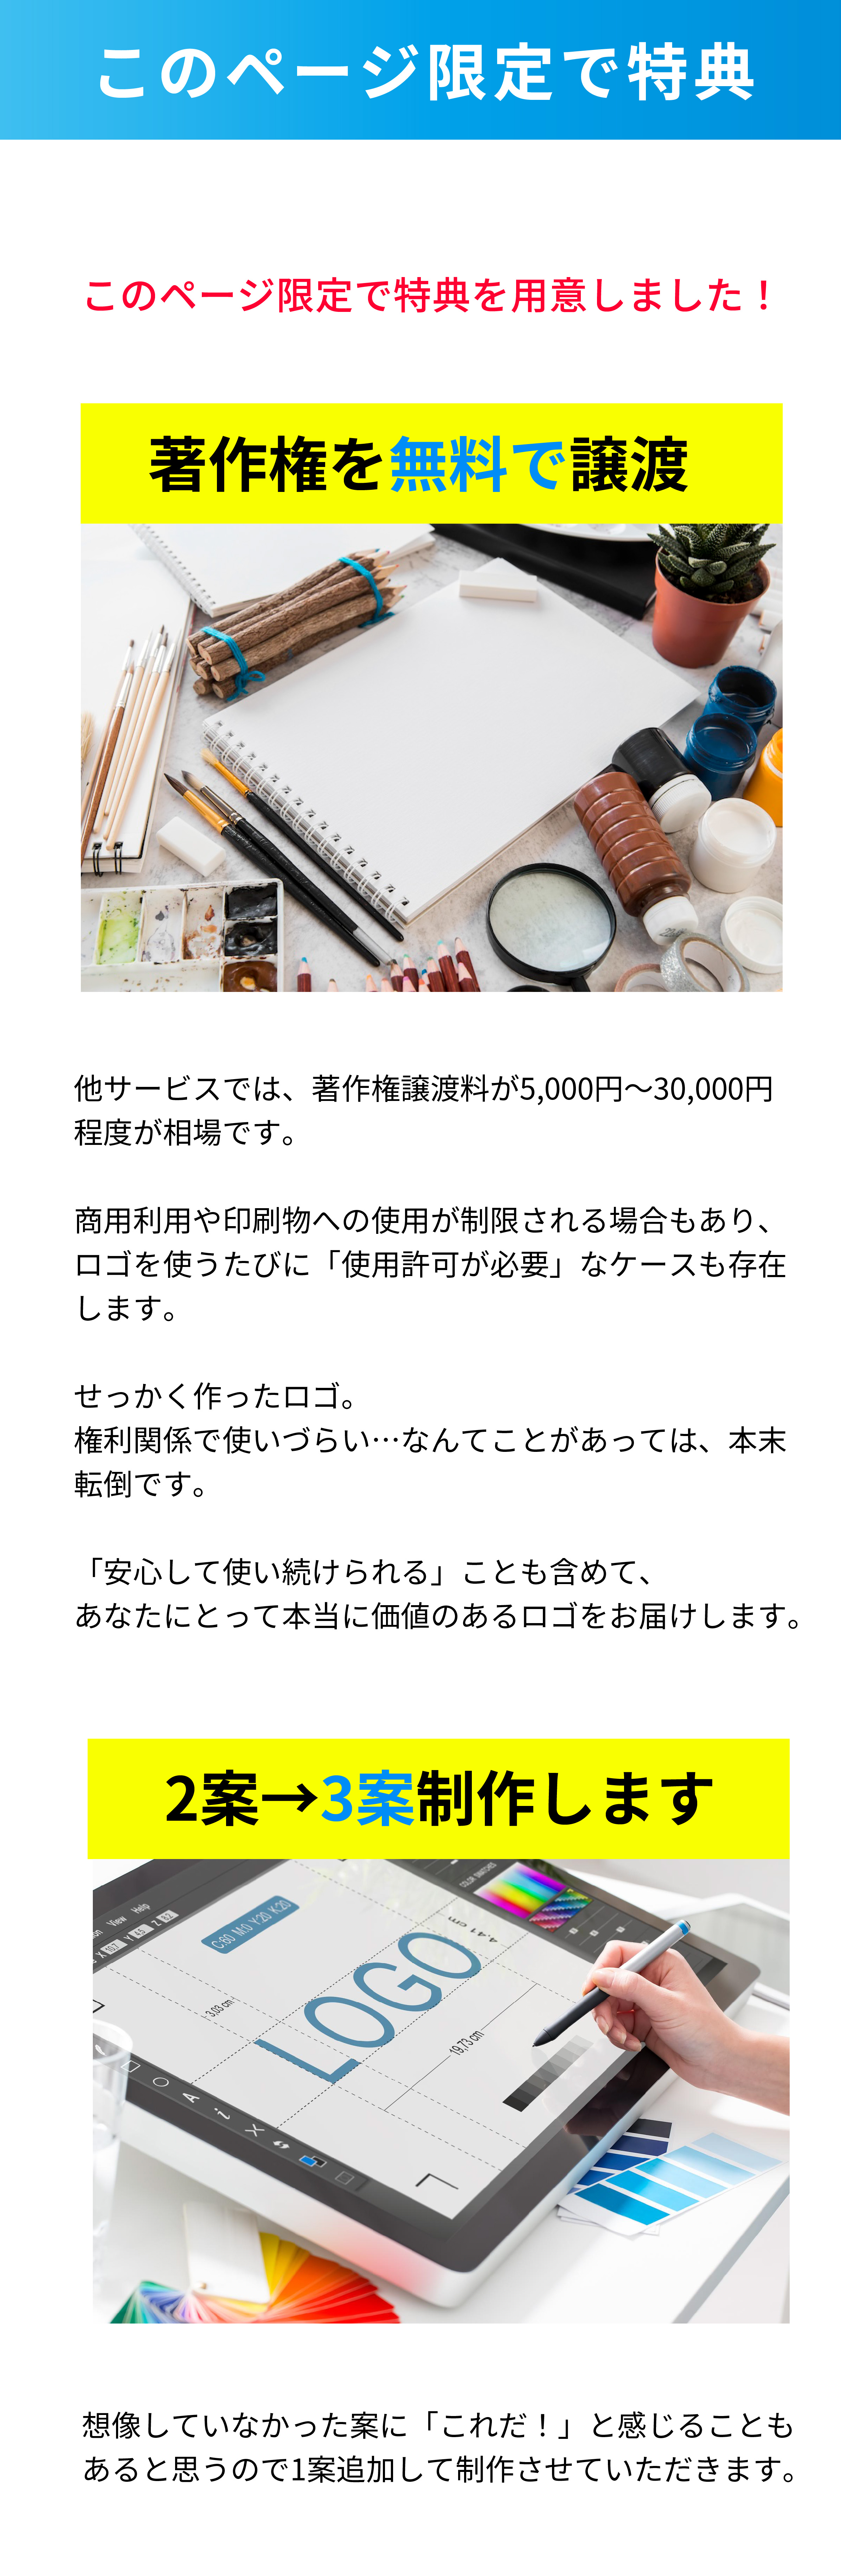 このページ限定で特典
このページ限定で特典を用意しました！
著作権を無料で譲渡
他サービスでは、著作権譲渡料が5,000円～30,000円
程度が相場です。
商用利用や印刷物への使用が制限される場合もあり、
ロゴを使うたびに「使用許可が必要」なケースも存在
します。
せっかく作ったロゴ。
権利関係で使いづらい…なんてことがあっては、本末
転倒です。
「安心して使い続けられる」ことも含めて、
あなたにとって本当に価値のあるロゴをお届けします。
2案→3案制作します
COLOR SWATCHES
View Help
C:60 M:0 Y:20 K:20
4,41 cm
LOGO
3,03 cm
19,73 cm
想像していなかった案に「これだ！」と感じることも
あると思うので1案追加して制作させていただきます。